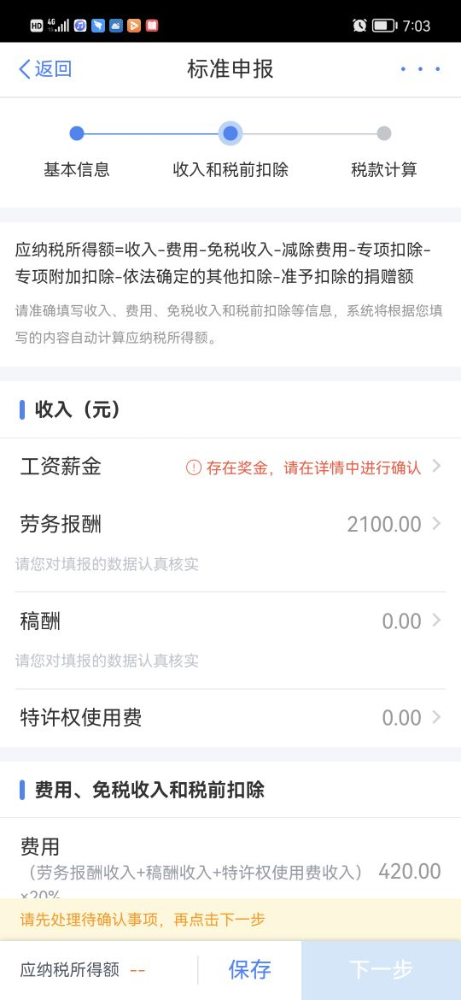 HD 4G 7:03
返回 标准申报
基本信息 收入和税前扣除 税款计算
应纳税所得额=收入-费用-免税收入-减除费用-专项扣除-
专项附加扣除-依法确定的其他扣除-准予扣除的捐赠额
请准确填写收入、费用、免税收入和税前扣除等信息，系统将根据您填
写的内容自动计算应纳税所得额。
收入（元）
工资薪金 存在奖金，请在详情中进行确认
劳务报酬 2100.00
请您对填报的数据认真核实
稿酬 0.00
请您对填报的数据认真核实
特许权使用费 0.00
费用、免税收入和税前扣除
费用
（劳务报酬收入+稿酬收入+特许权使用费收入） 420.00
×20%
请先处理待确认事项，再点击下一步
应纳税所得额 -- 保存 下一步